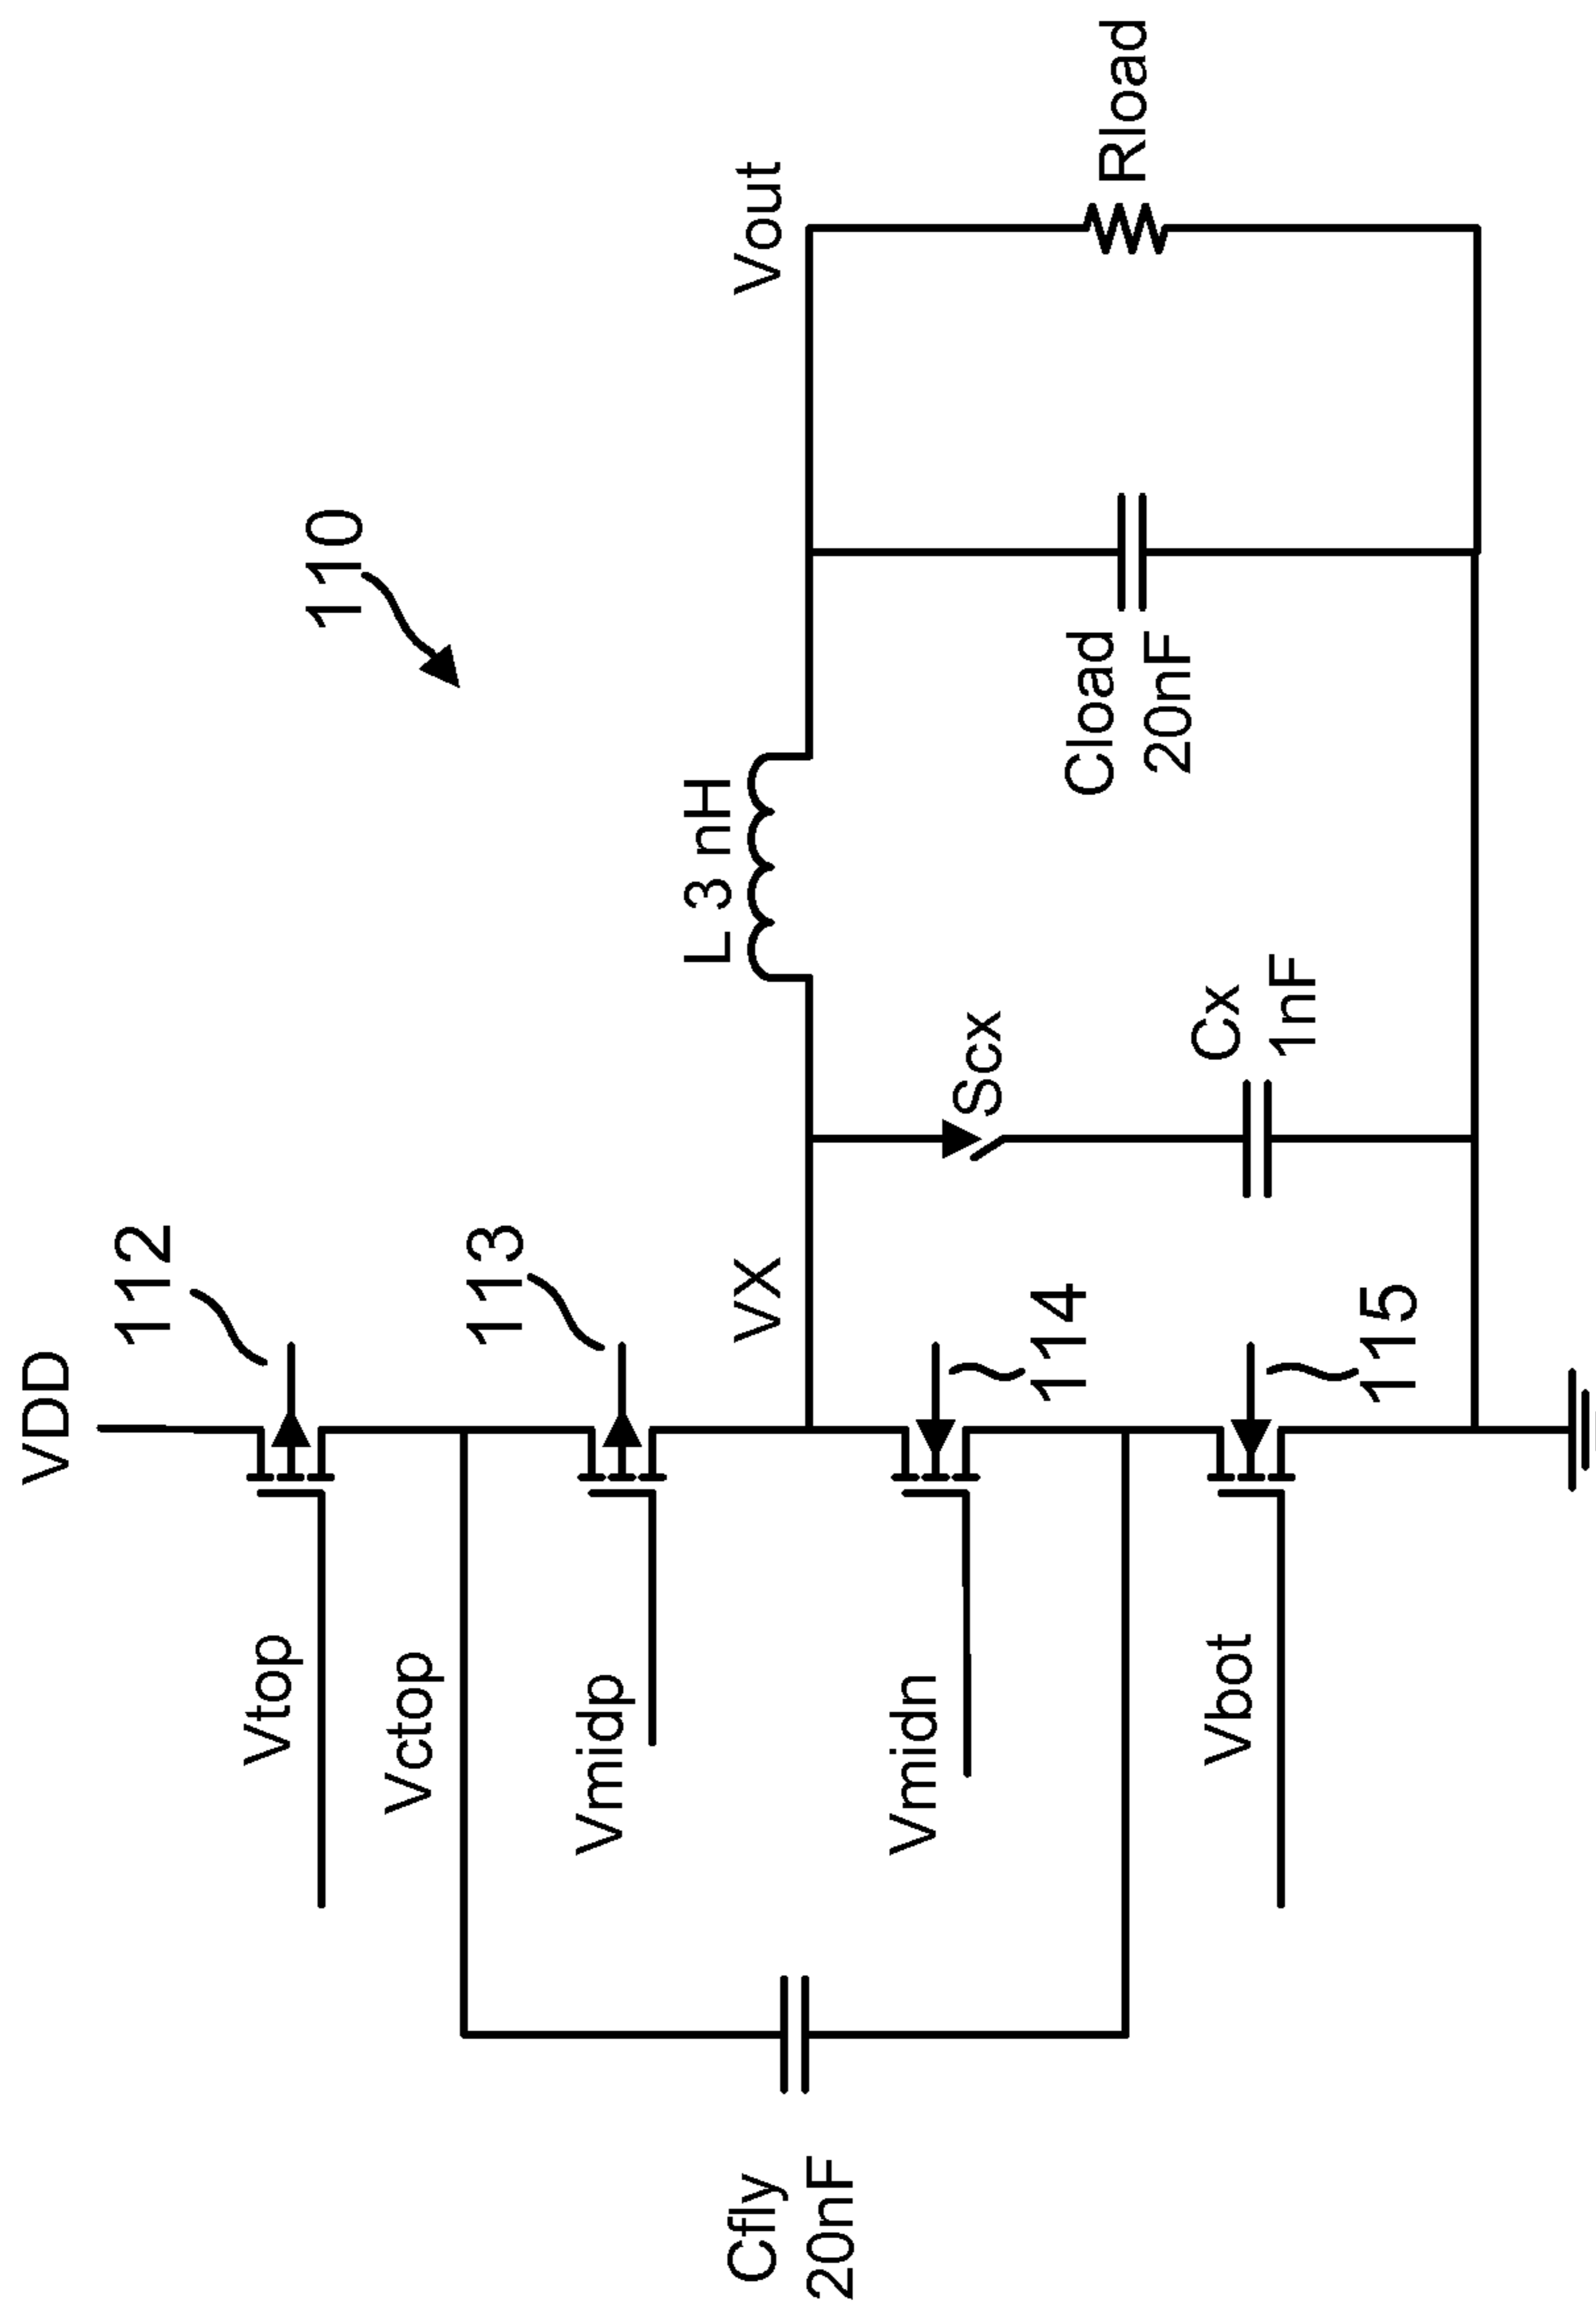 VDD
112
110
Vtop
Vctop
113
Vmidp
VX
L 3 nH
Vout
Scx
Vmidn
114
Cx
1nF
Cload
20nF
Rload
Vbot
115
Cfly
20nF